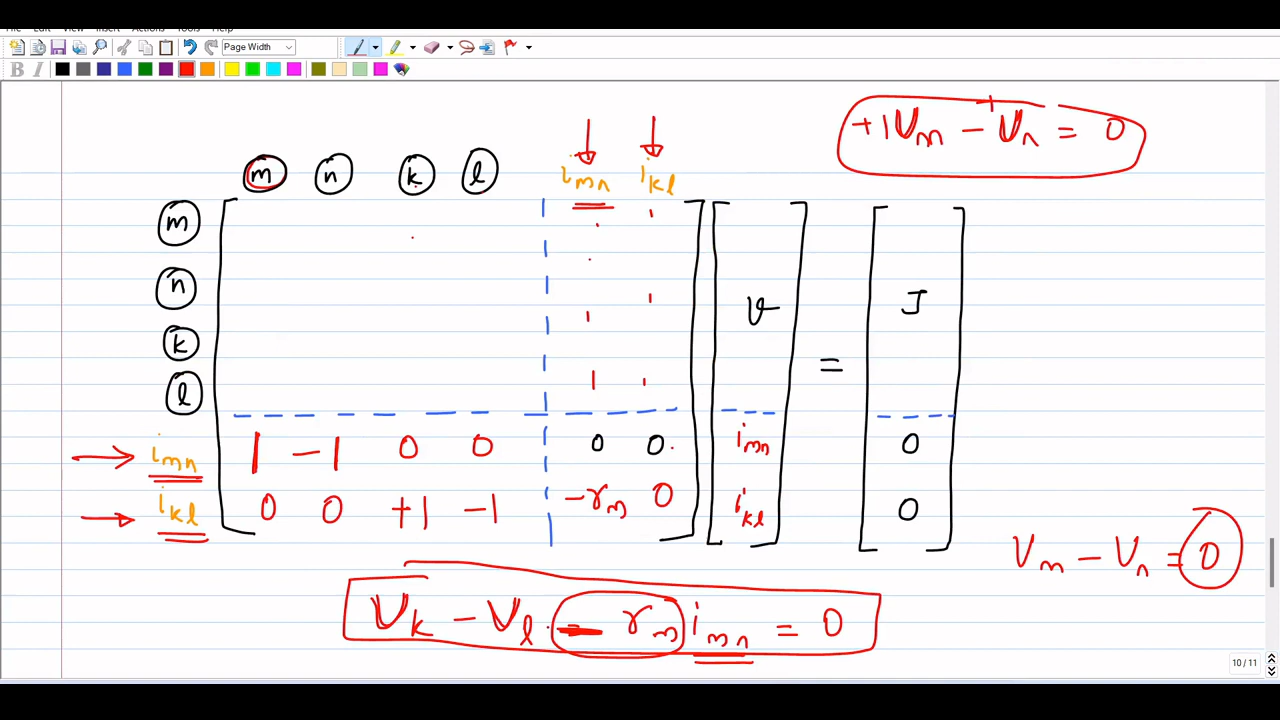 Page Width
B I
+1Vm - Vn = 0
m n k l imn ikl
m
n
V J
k
=
l
imn 1 -1 0 0 0 0 imn 0
ikl 0 0 +1 -1 -rm 0 ikl 0
Vm - Vn = 0
Vk - Vl - rm imn = 0
10 / 11